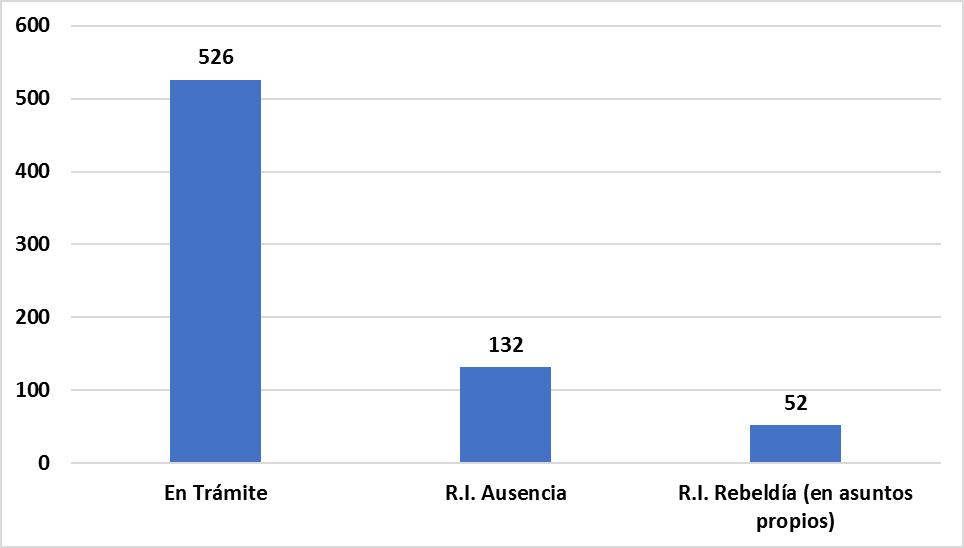 600
526
500
400
300
200
132
100
52
0
En Trámite
R.I. Ausencia
R.I. Rebeldía (en asuntos
propios)